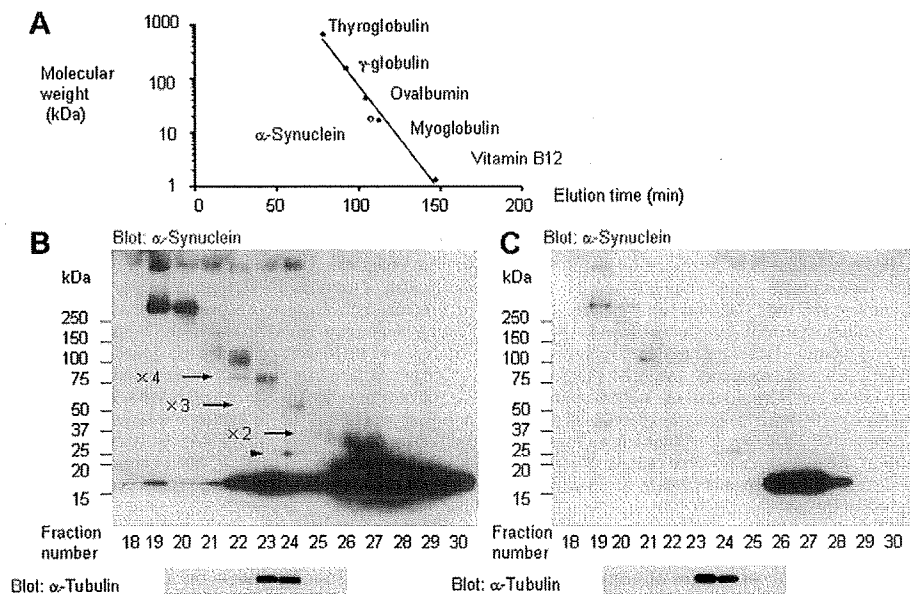 A
1000
100
10
1
Molecular
weight
(kDa)
Thyroglobulin
γ-globulin
Ovalbumin
α-Synuclein
Myoglobulin
Vitamin B12
0 50 100 150 200
Elution time (min)
B
Blot: α-Synuclein
kDa
250
150
100
75
50
37
25
20
15
×4
×3
×2
Fraction
number
18 19 20 21 22 23 24 25 26 27 28 29 30
Blot: α-Tubulin
C
Blot: α-Synuclein
kDa
250
150
100
75
50
37
25
20
15
Fraction
number
18 19 20 21 22 23 24 25 26 27 28 29 30
Blot: α-Tubulin